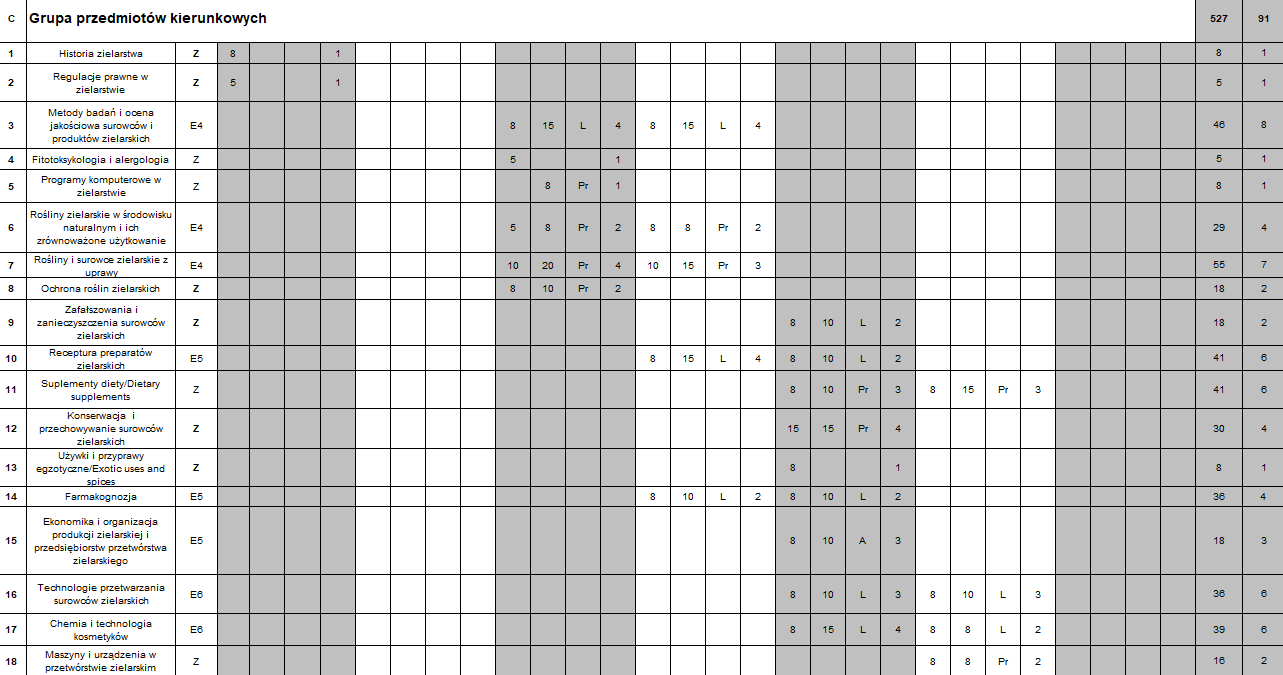 C Grupa przedmiotów kierunkowych 527 91
1 Historia zielarstwa Z 8 1 8 1
2 Regulacje prawne w
zielarstwie Z 5 1 5 1
3 Metody badań i ocena
jakościowa surowców i
produktów zielarskich E4 8 15 L 4 8 15 L 4 46 8
4 Fitotoksykologia i alergologia Z 5 1 5 1
5 Programy komputerowe w
zielarstwie Z 8 Pr 1 8 1
6 Rośliny zielarskie w środowisku
naturalnym i ich
zrównoważone użytkowanie E4 5 8 Pr 2 8 8 Pr 2 29 4
7 Rośliny i surowce zielarskie z
uprawy E4 10 20 Pr 4 10 15 Pr 3 55 7
8 Ochrona roślin zielarskich Z 8 10 Pr 2 18 2
9 Zafałszowania i
zanieczyszczenia surowców
zielarskich Z 8 10 L 2 18 2
10 Receptura preparatów
zielarskich E5 8 15 L 4 8 10 L 2 41 6
11 Suplementy diety/Dietary
supplements Z 8 10 Pr 3 8 15 Pr 3 41 6
12 Konserwacja i
przechowywanie surowców
zielarskich Z 15 15 Pr 4 30 4
13 Używki i przyprawy
egzotyczne/Exotic uses and
spices Z 8 1 8 1
14 Farmakognozja E5 8 10 L 2 8 10 L 2 36 4
15 Ekonomika i organizacja
produkcji zielarskiej i
przedsiębiorstw przetwórstwa
zielarskiego E5 8 10 A 3 18 3
16 Technologie przetwarzania
surowców zielarskich E6 8 10 L 3 8 10 L 3 36 6
17 Chemia i technologia
kosmetyków E6 8 15 L 4 8 8 L 2 39 6
18 Maszyny i urządzenia w
przetwórstwie zielarskim Z 8 8 Pr 2 16 2